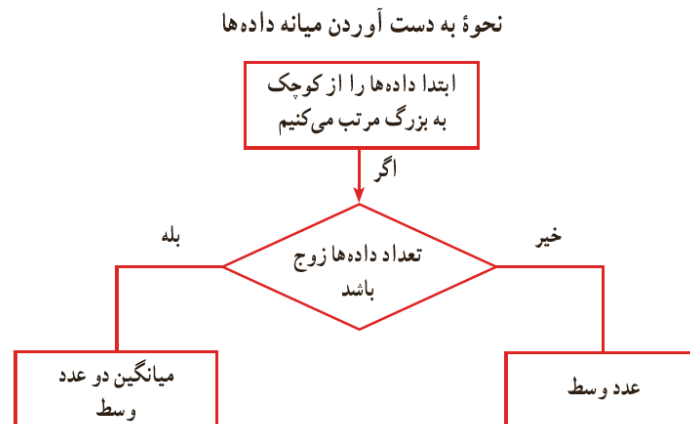 نحوهٔ به دست آوردن میانه داده‌ها
ابتدا داده‌ها را از کوچک
به بزرگ مرتب می‌کنیم
اگر
خیر
بله
تعداد داده‌ها زوج
باشد
عدد وسط
میانگین دو عدد
وسط